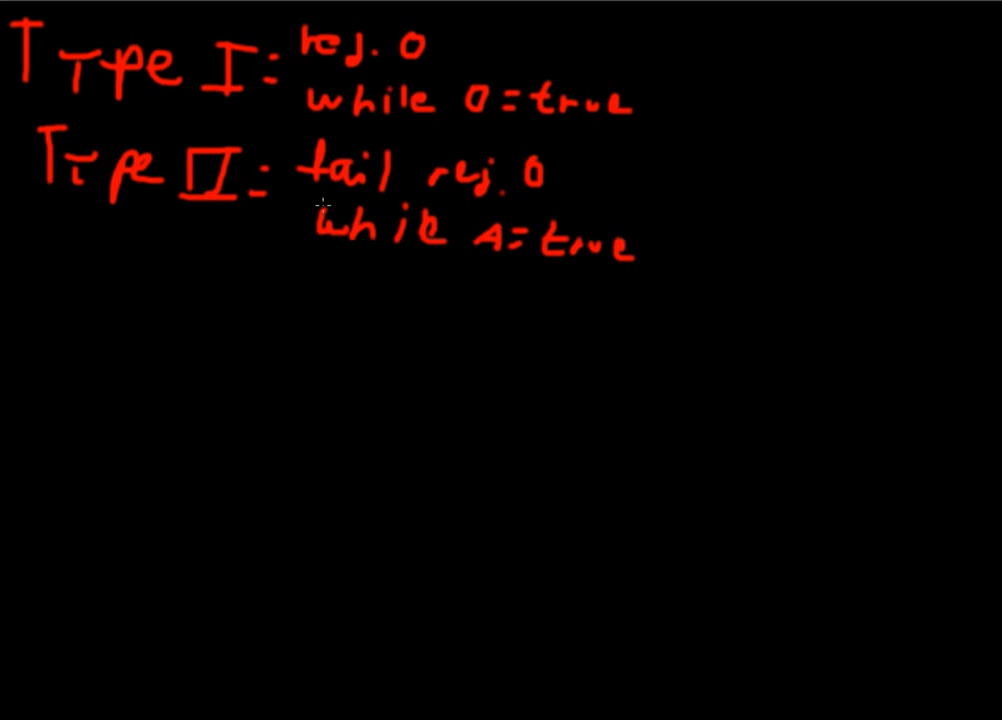 Type I: rej. 0
while 0=true
Type II: fail rej. 0
while A=true